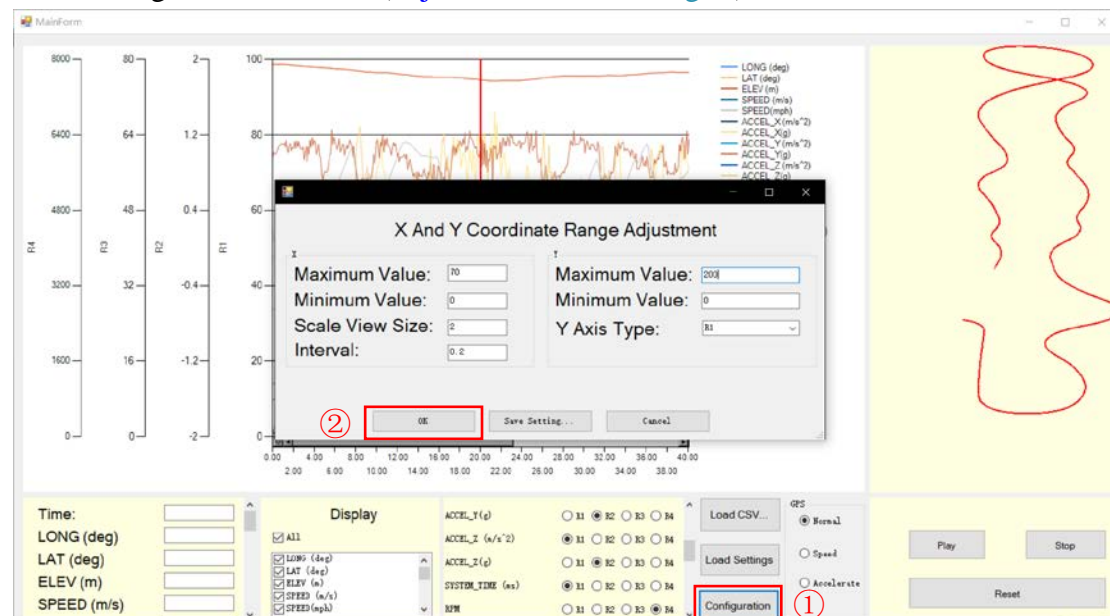 MainForm
8000 80 2 100
6400 64 1.2 80
4800 48 0.4 60
3200 32 -0.4 40
1600 16 -1.2 20
0 0 -2 0
R4 R3 R2 R1
LONG (deg)
LAT (deg)
ELEV (m)
SPEED (m/s)
SPEED(mph)
ACCEL_X (m/s^2)
ACCEL_X(g)
ACCEL_Y (m/s^2)
ACCEL_Y(g)
ACCEL_Z (m/s^2)
ACCEL_Z(g)
X And Y Coordinate Range Adjustment
X
Maximum Value: 70
Minimum Value: 0
Scale View Size: 2
Interval: 0.2
Y
Maximum Value: 200
Minimum Value: 0
Y Axis Type: R1
② OK Save Setting... Cancel
0.00 4.00 8.00 12.00 16.00 20.00 24.00 28.00 32.00 36.00 40.00
2.00 6.00 10.00 14.00 18.00 22.00 26.00 30.00 34.00 38.00
Time:
LONG (deg)
LAT (deg)
ELEV (m)
SPEED (m/s)
Display
All
LONG (deg)
LAT (deg)
ELEV (m)
SPEED (m/s)
SPEED(mph)
ACCEL_Y(g) R1 R2 R3 R4
ACCEL_Z (m/s^2) R1 R2 R3 R4
ACCEL_Z(g) R1 R2 R3 R4
SYSTEM_TIME (ms) R1 R2 R3 R4
RPM R1 R2 R3 R4
Load CSV...
Load Settings
Configuration ①
GPS
Normal
Speed
Accelerate
Play Stop
Reset